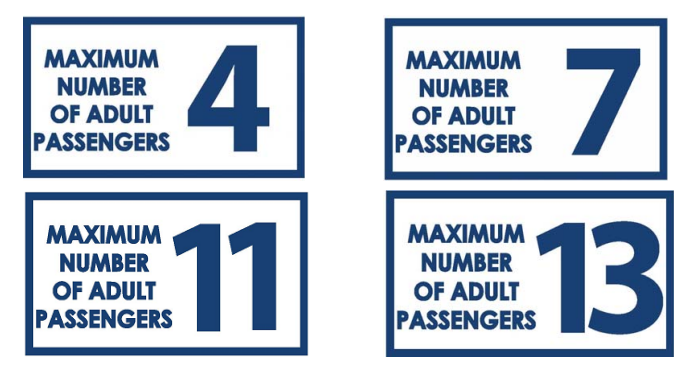 MAXIMUM
NUMBER
OF ADULT
PASSENGERS
4
MAXIMUM
NUMBER
OF ADULT
PASSENGERS
7
MAXIMUM
NUMBER
OF ADULT
PASSENGERS
11
MAXIMUM
NUMBER
OF ADULT
PASSENGERS
13